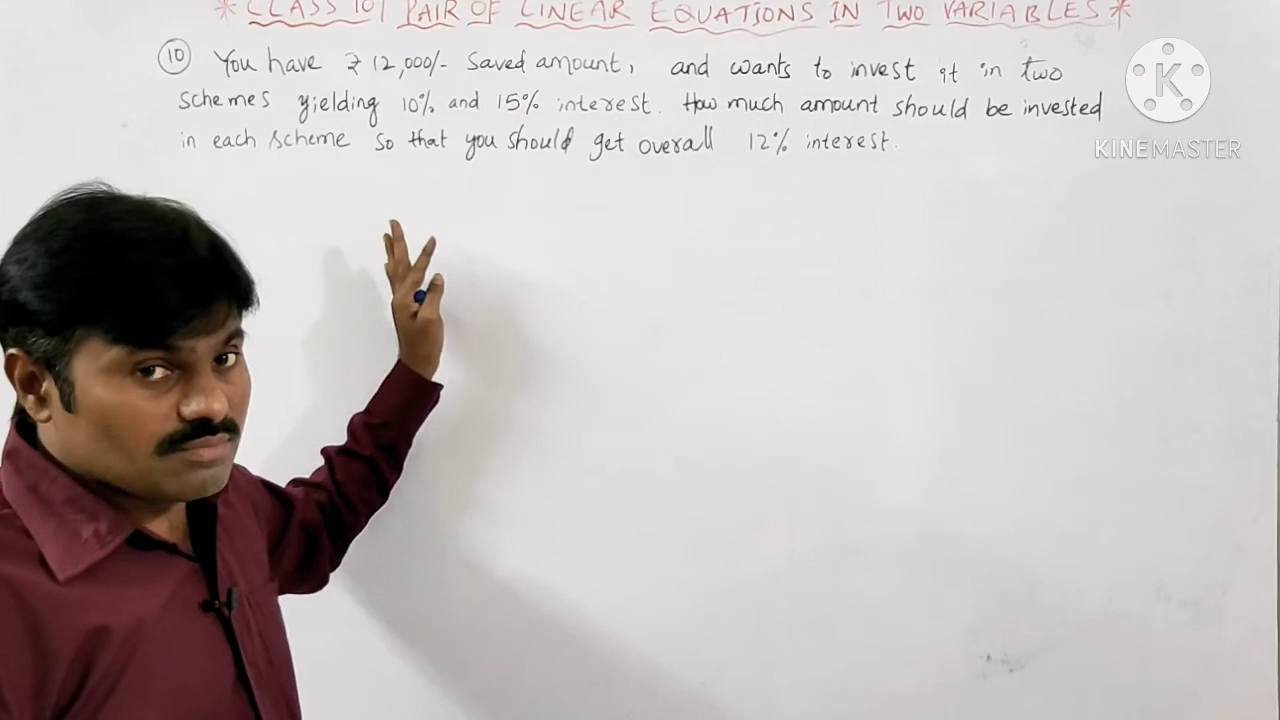 * CLASS 10 | PAIR OF LINEAR EQUATIONS IN TWO VARIABLES *
10 You have ₹ 12,000/- saved amount, and wants to invest it in two
schemes yielding 10% and 15% interest. How much amount should be invested
in each scheme so that you should get overall 12% interest.
K
KINEMASTER